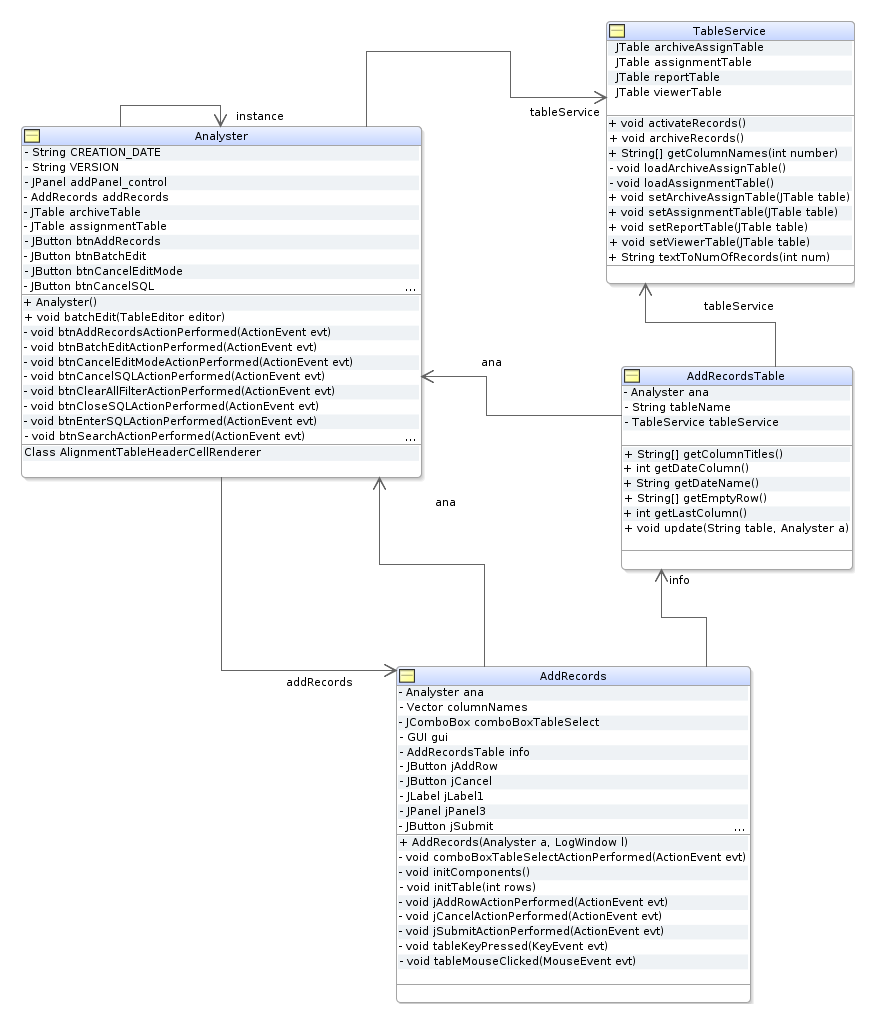 TableService
JTable archiveAssignTable
JTable assignmentTable
JTable reportTable
JTable viewerTable
+ void activateRecords()
+ void archiveRecords()
+ String[] getColumnNames(int number)
- void loadArchiveAssignTable()
- void loadAssignmentTable()
+ void setArchiveAssignTable(JTable table)
+ void setAssignmentTable(JTable table)
+ void setReportTable(JTable table)
+ void setViewerTable(JTable table)
+ String textToNumOfRecords(int num)
tableService
instance
Analyster
- String CREATION_DATE
- String VERSION
- JPanel addPanel_control
- AddRecords addRecords
- JTable archiveTable
- JTable assignmentTable
- JButton btnAddRecords
- JButton btnBatchEdit
- JButton btnCancelEditMode
- JButton btnCancelSQL ...
+ Analyster()
+ void batchEdit(TableEditor editor)
- void btnAddRecordsActionPerformed(ActionEvent evt)
- void btnBatchEditActionPerformed(ActionEvent evt)
- void btnCancelEditModeActionPerformed(ActionEvent evt)
- void btnCancelSQLActionPerformed(ActionEvent evt)
- void btnClearAllFilterActionPerformed(ActionEvent evt)
- void btnCloseSQLActionPerformed(ActionEvent evt)
- void btnEnterSQLActionPerformed(ActionEvent evt)
- void btnSearchActionPerformed(ActionEvent evt) ...
Class AlignmentTableHeaderCellRenderer
tableService
ana
AddRecordsTable
- Analyster ana
- String tableName
- TableService tableService
+ String[] getColumnTitles()
+ int getDateColumn()
+ String getDateName()
+ String[] getEmptyRow()
+ int getLastColumn()
+ void update(String table, Analyster a)
ana
info
addRecords
AddRecords
- Analyster ana
- Vector columnNames
- JComboBox comboBoxTableSelect
- GUI gui
- AddRecordsTable info
- JButton jAddRow
- JButton jCancel
- JLabel jLabel1
- JPanel jPanel3
- JButton jSubmit ...
+ AddRecords(Analyster a, LogWindow l)
- void comboBoxTableSelectActionPerformed(ActionEvent evt)
- void initComponents()
- void initTable(int rows)
- void jAddRowActionPerformed(ActionEvent evt)
- void jCancelActionPerformed(ActionEvent evt)
- void jSubmitActionPerformed(ActionEvent evt)
- void tableKeyPressed(KeyEvent evt)
- void tableMouseClicked(MouseEvent evt)